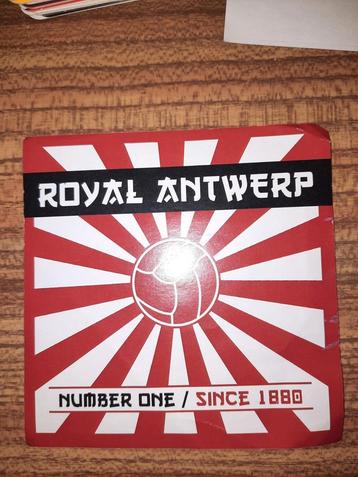 ROYAL ANTWERP
NUMBER ONE / SINCE 1880